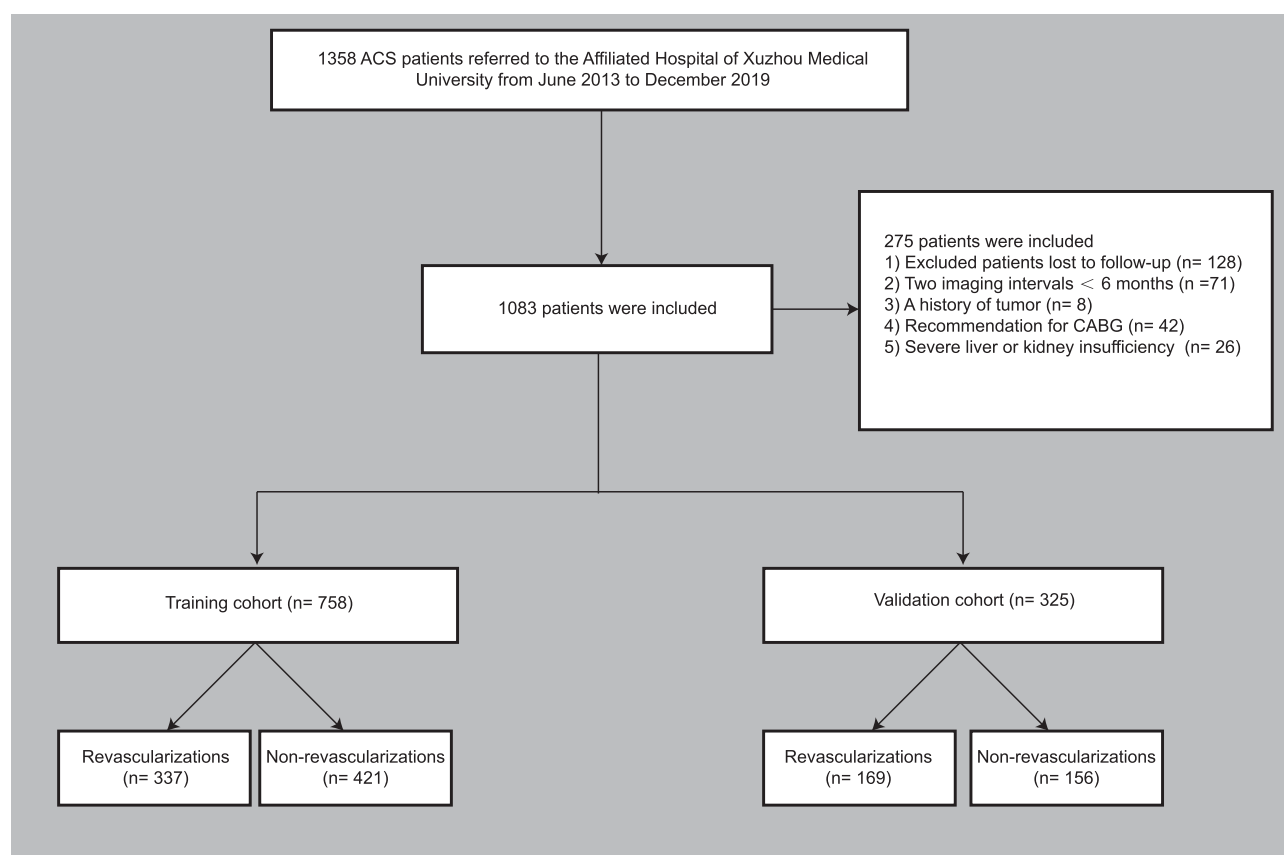 1358 ACS patients referred to the Affiliated Hospital of Xuzhou Medical
University from June 2013 to December 2019
275 patients were included
1) Excluded patients lost to follow-up (n= 128)
2) Two imaging intervals < 6 months (n =71)
3) A history of tumor (n= 8)
4) Recommendation for CABG (n= 42)
5) Severe liver or kidney insufficiency (n= 26)
1083 patients were included
Training cohort (n= 758)
Validation cohort (n= 325)
Revascularizations
(n= 337)
Non-revascularizations
(n= 421)
Revascularizations
(n= 169)
Non-revascularizations
(n= 156)